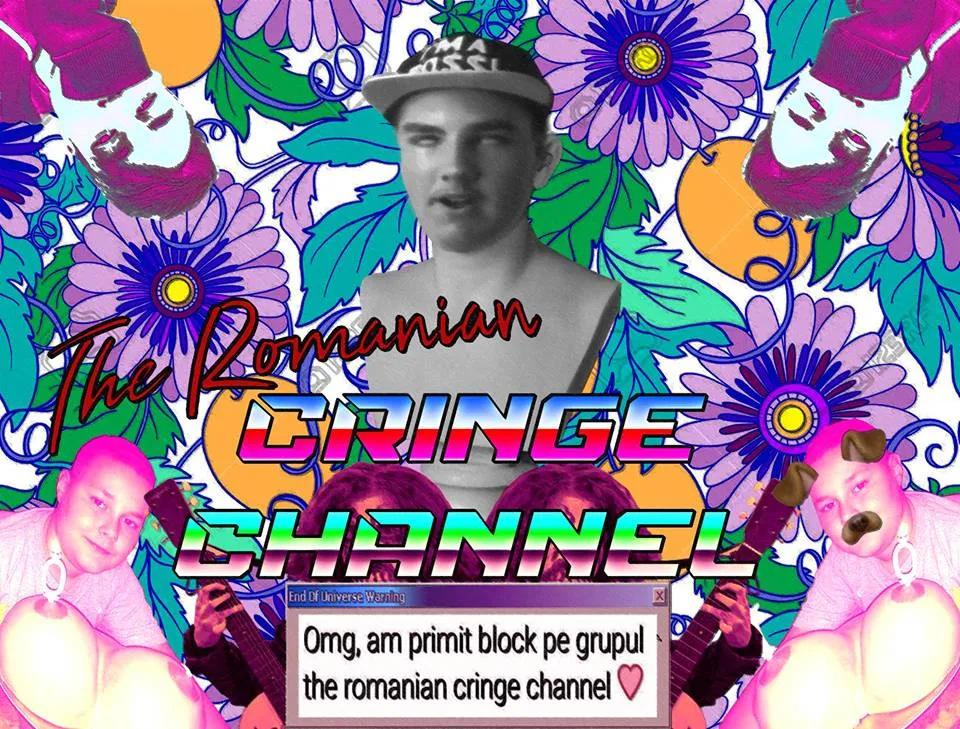 The Romanian
CRINGE
CHANNEL
End Of Universe Warning
Omg, am primit block pe grupul
the romanian cringe channel